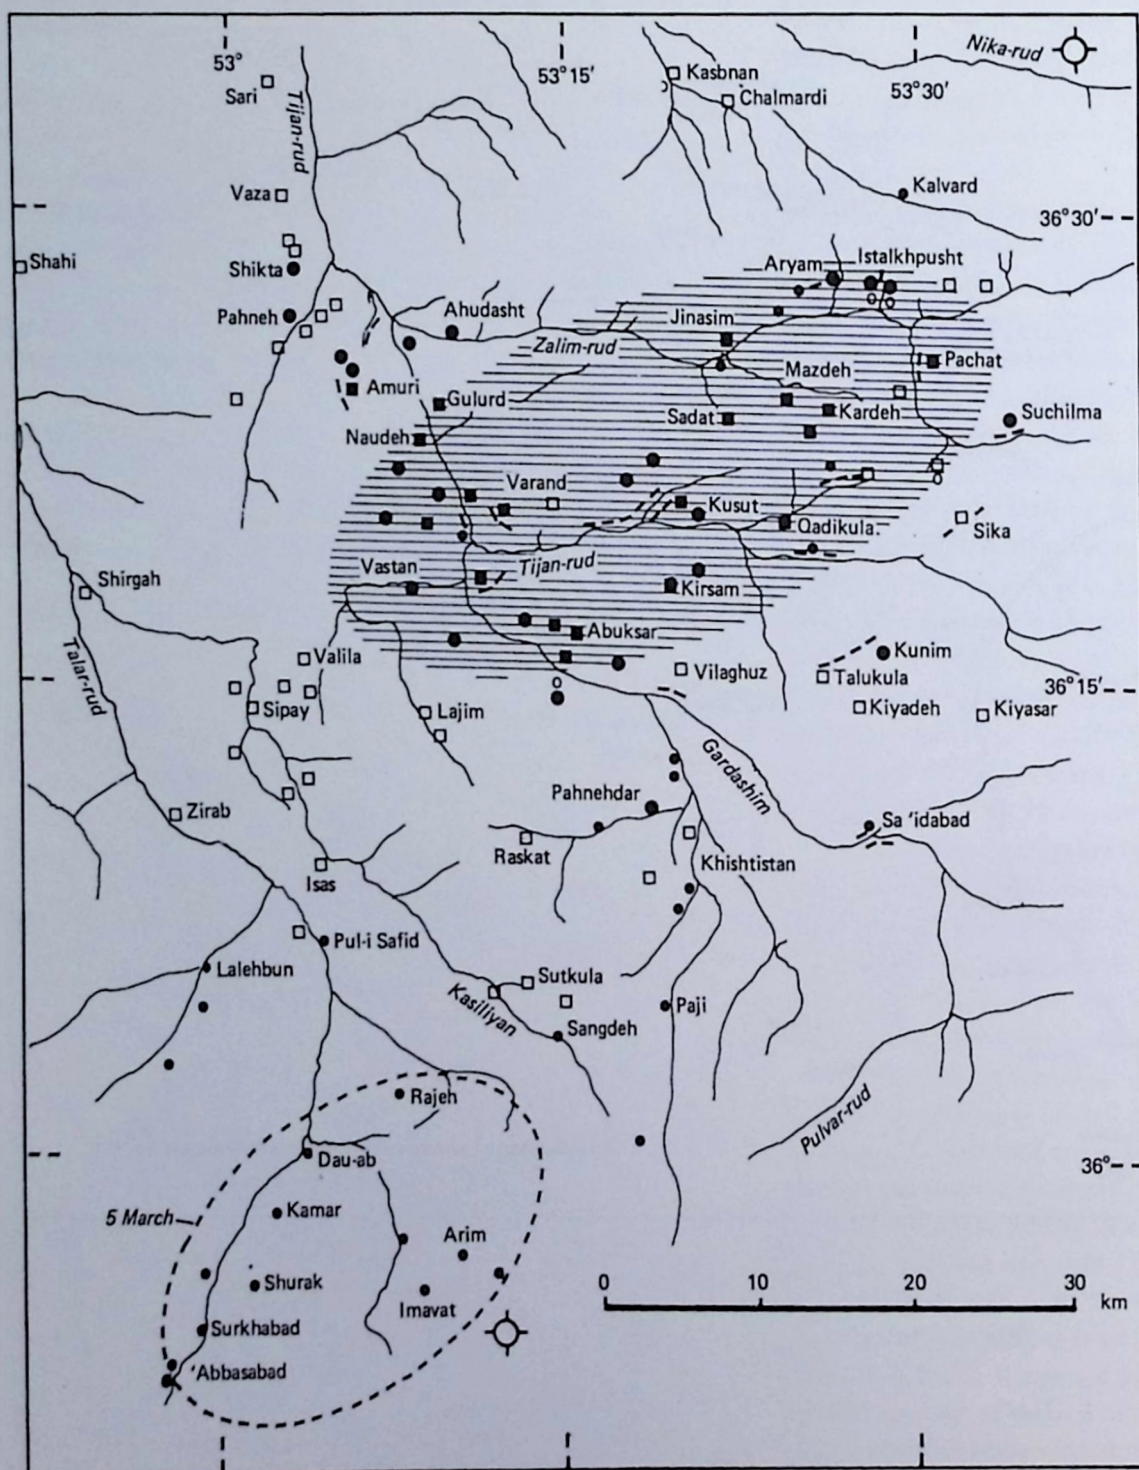 53°
53°15′
53°30′
Nika-rud
Sari
Tijan-rud
Kasbnan
Chalmardi
Vaza
Kalvard
36°30′
Shahi
Shikta
Aryam
Istalkhpusht
Pahneh
Ahudasht
Jinasim
Zalim-rud
Mazdeh
Pachat
Amuri
Gulurd
Sadat
Kardeh
Suchilma
Naudeh
Varand
Kusut
Qadikula.
Sika
Tijan-rud
Vastan
Shirgah
Kirsam
Abuksar
Kunim
Talar-rud
Valila
Vilaghuz
Talukula
36°15′
Sipay
Lajim
Kiyadeh
Kiyasar
Gardashim
Pahnehdar
Zirab
Sa 'idabad
Raskat
Khishtistan
Isas
Pul-i Safid
Lalehbun
Sutkula
Kasiliyan
Paji
Sangdeh
Rajeh
Pulvar-rud
Dau-ab
36°
5 March
Kamar
Arim
Shurak
Imavat
0 10 20 30
km
Surkhabad
'Abbasabad